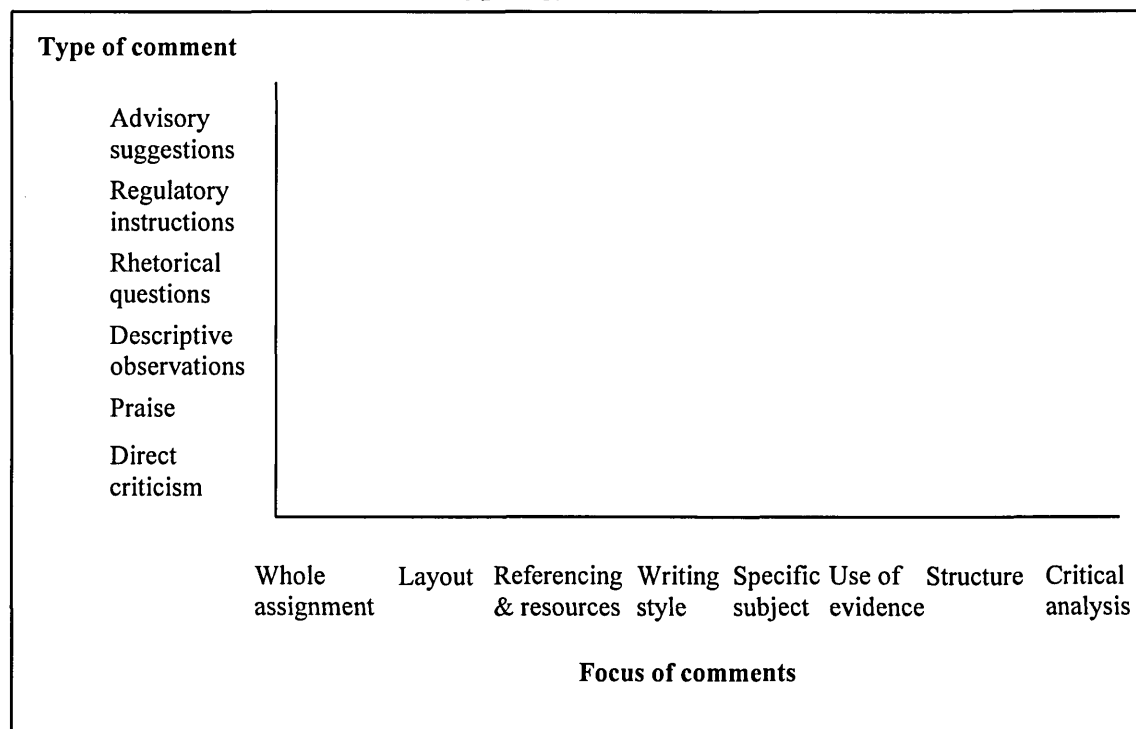 Type of comment
Advisory
suggestions
Regulatory
instructions
Rhetorical
questions
Descriptive
observations
Praise
Direct
criticism
Whole
assignment
Layout
Referencing
& resources
Writing
style
Specific
subject
Use of
evidence
Structure
Critical
analysis
Focus of comments